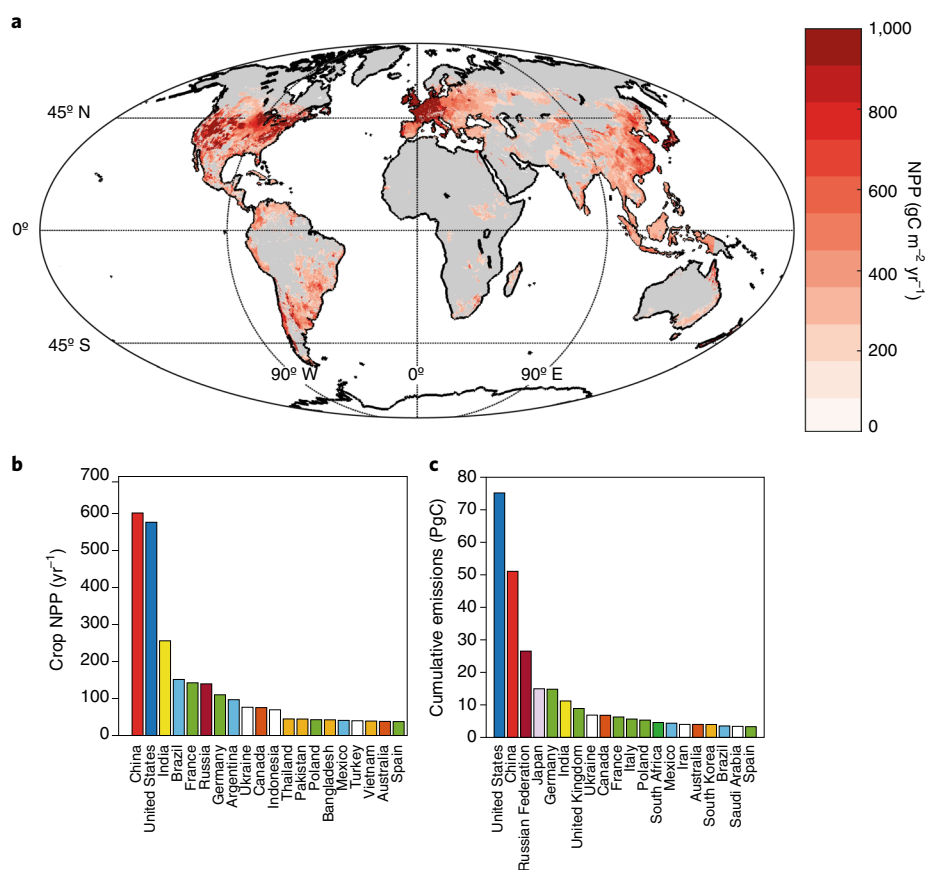 a
45º N
0º
45º S
90º W
0º
90º E
1,000
800
600
400
200
0
NPP (gC m⁻² yr⁻¹)
b
Crop NPP (yr⁻¹)
700
600
500
400
300
200
100
0
China
United States
India
Brazil
France
Russia
Germany
Argentina
Ukraine
Canada
Indonesia
Thailand
Pakistan
Poland
Bangladesh
Mexico
Turkey
Vietnam
Australia
Spain
c
Cumulative emissions (PgC)
80
70
60
50
40
30
20
10
0
United States
China
Russian Federation
Japan
Germany
India
United Kingdom
Ukraine
Canada
France
Italy
Poland
South Africa
Mexico
Iran
Australia
South Korea
Brazil
Saudi Arabia
Spain